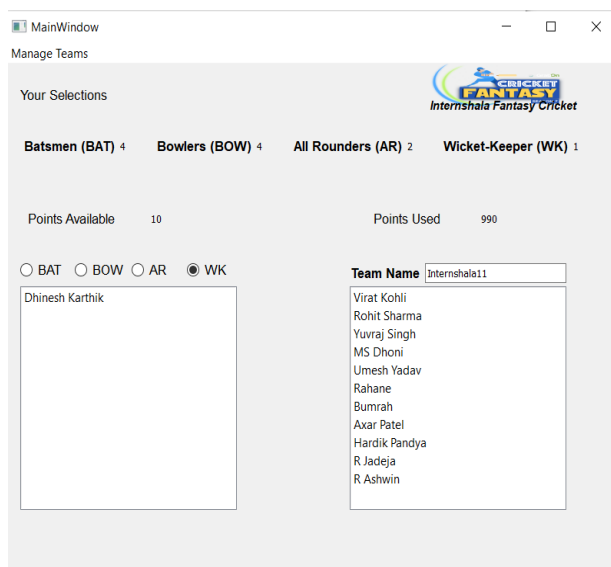 MainWindow
Manage Teams
CRICKET
FANTASY
Your Selections
Internshala Fantasy Cricket
Batsmen (BAT) 4 Bowlers (BOW) 4 All Rounders (AR) 2 Wicket-Keeper (WK) 1
Points Available 10 Points Used 990
BAT BOW AR WK
Team Name Internshala11
Dhinesh Karthik
Virat Kohli
Rohit Sharma
Yuvraj Singh
MS Dhoni
Umesh Yadav
Rahane
Bumrah
Axar Patel
Hardik Pandya
R Jadeja
R Ashwin